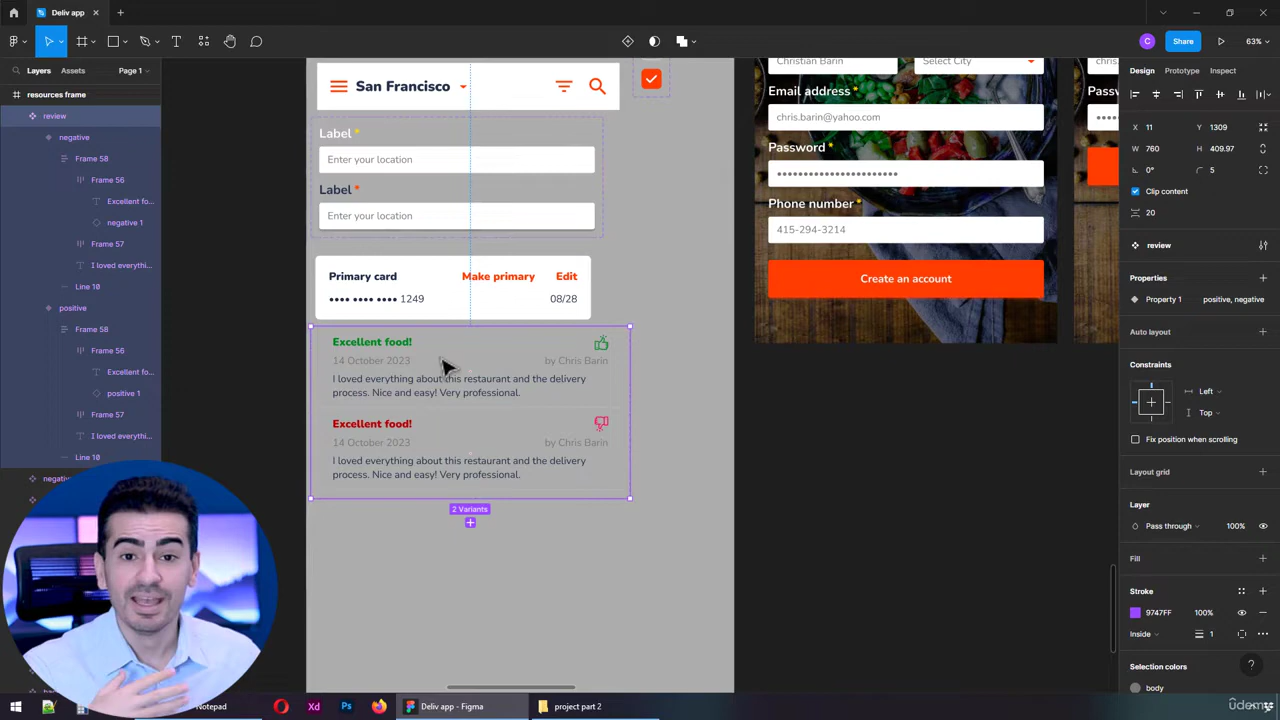 Deliv app
Share
63%
Layers
Assets
Page 1
resources frame
review
negative
Frame 58
Frame 56
Excellent fo...
negative 1
Frame 57
I loved everythi...
Line 10
positive
Frame 58
Frame 56
Excellent fo...
positive 1
Frame 57
I loved everythi...
Line 10
San Francisco
Label *
Enter your location
Label *
Enter your location
Primary card
Make primary
Edit
•••• •••• •••• 1249
08/28
Excellent food!
14 October 2023
by Chris Barin
I loved everything about this restaurant and the delivery
process. Nice and easy! Very professional.
Excellent food!
14 October 2023
by Chris Barin
I loved everything about this restaurant and the delivery
process. Nice and easy! Very professional.
2 Variants
Christian Barin
Select City
Email address *
chris.barin@yahoo.com
Password *
Phone number *
415-294-3214
Create an account
chris.
Passw
Design
Prototype
Inspect
X 11
Y 1309
W 760
H 409.97
0°
5
Clip content
20
review
Properties
Property 1
positive, negative
Auto layout
Constraints
Left
Top
Fix position when scrolling
Layout grid
Layer
Pass through
100%
Fill
Stroke
9747FF
100%
Inside
1
Selection colors
body
Notepad
Deliv app - Figma
project part 2
Udemy